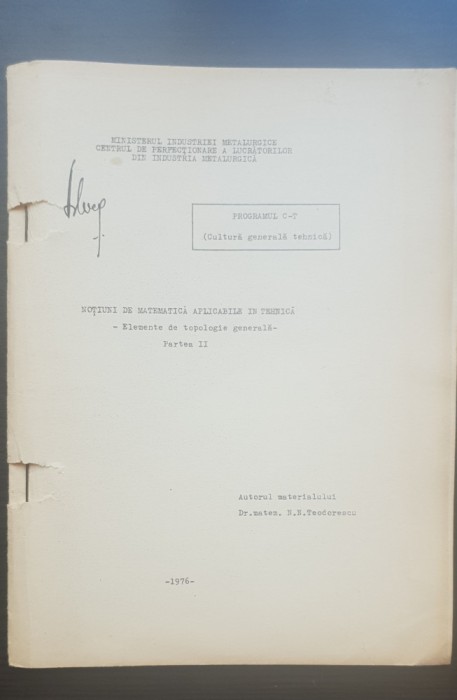 MINISTERUL INDUSTRIEI METALURGICE
CENTRUL DE PERFECȚIONARE A LUCRĂTORILOR
DIN INDUSTRIA METALURGICĂ
PROGRAMUL C-T
(Cultură generală tehnică)
NOȚIUNI DE MATEMATICĂ APLICABILE IN TEHNICĂ
- Elemente de topologie generală-
Partea II
Autorul materialului
Dr.matem. N.N.Teodorescu
-1976-